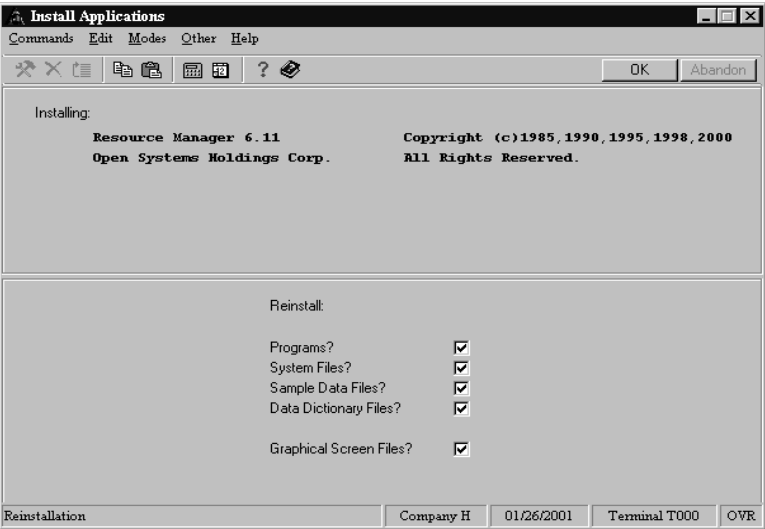 Install Applications
Commands Edit Modes Other Help
OK Abandon
Installing:
Resource Manager 6.11 Copyright (c)1985,1990,1995,1998,2000
Open Systems Holdings Corp. All Rights Reserved.
Reinstall:
Programs?
System Files?
Sample Data Files?
Data Dictionary Files?
Graphical Screen Files?
Reinstallation Company H 01/26/2001 Terminal T000 OVR